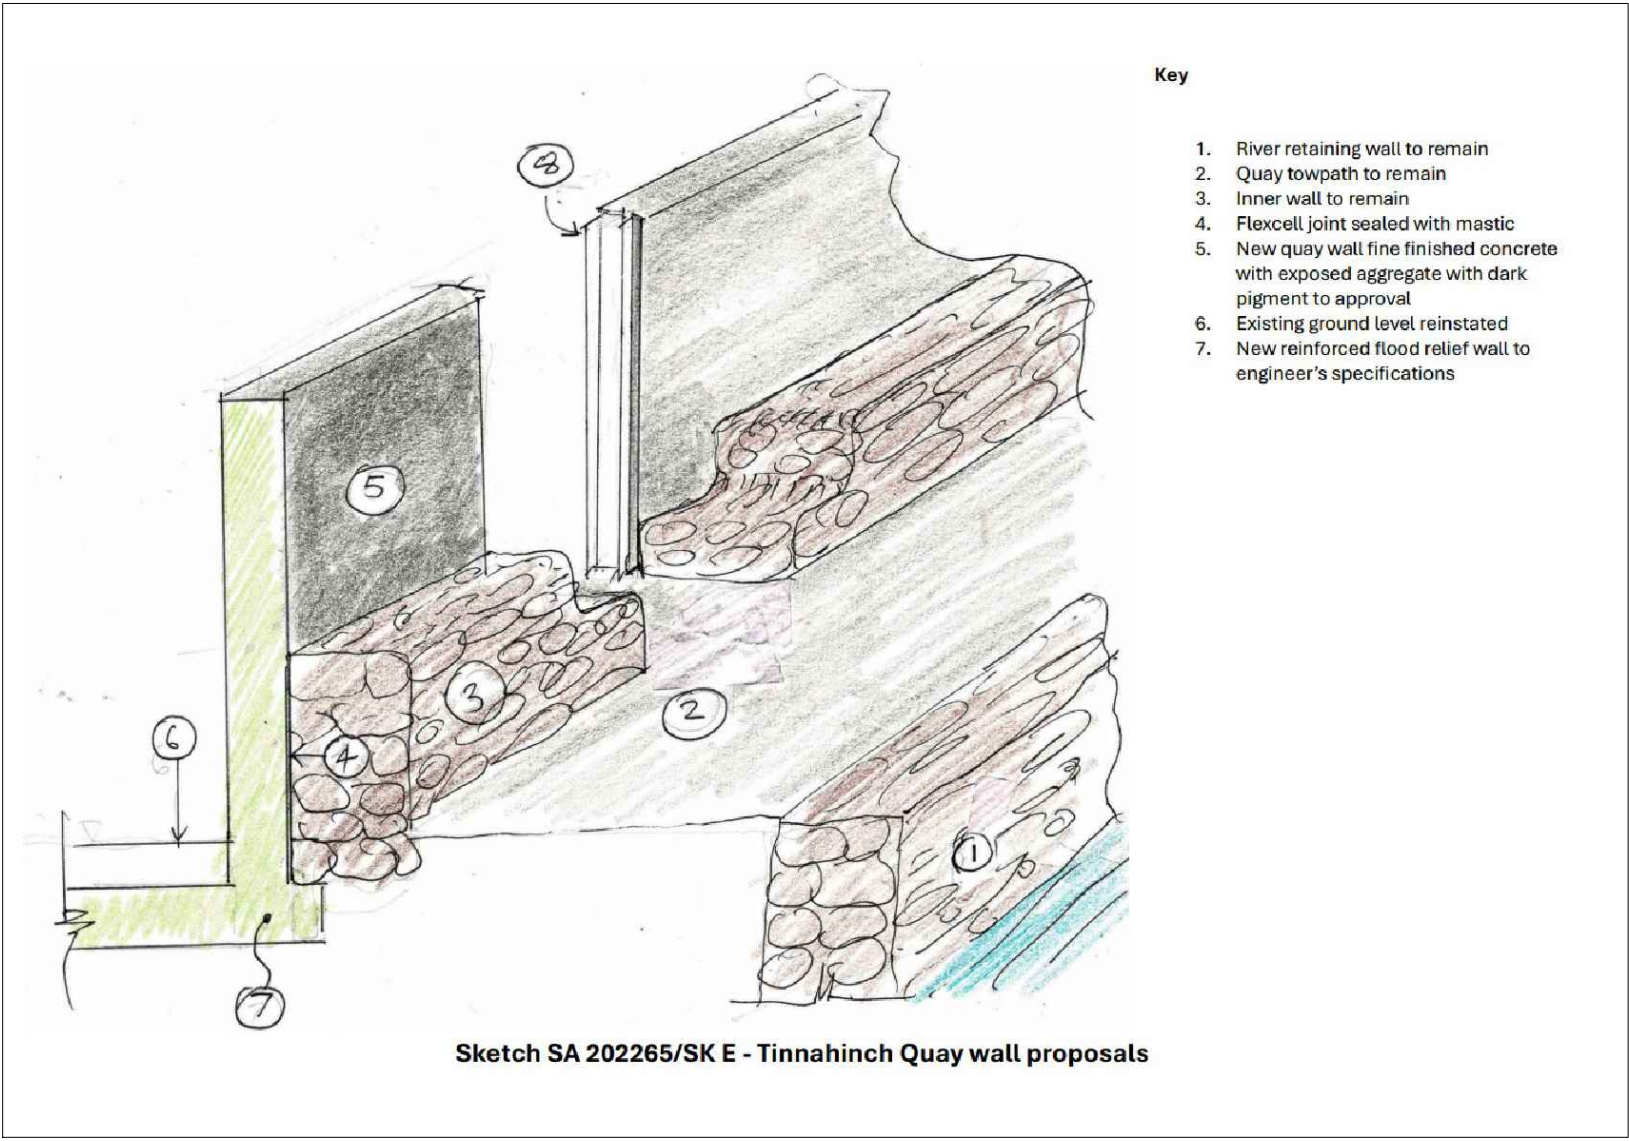 Key
1. River retaining wall to remain
2. Quay towpath to remain
3. Inner wall to remain
4. Flexcell joint sealed with mastic
5. New quay wall fine finished concrete
with exposed aggregate with dark
pigment to approval
6. Existing ground level reinstated
7. New reinforced flood relief wall to
engineer's specifications
8
5
3
2
4
6
1
7
Sketch SA 202265/SK E - Tinnahinch Quay wall proposals